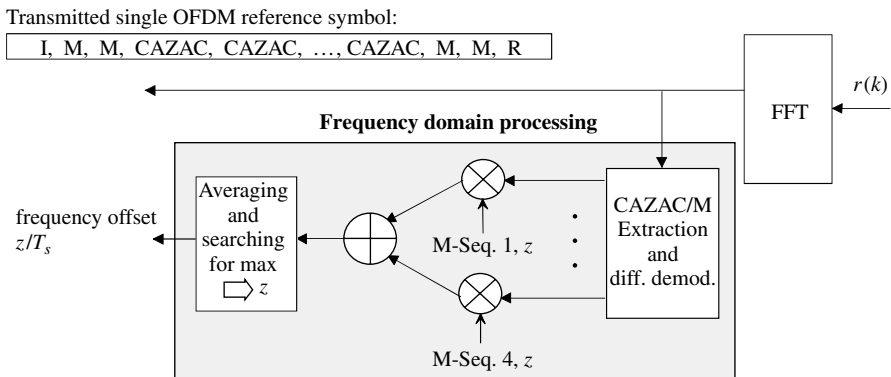 Transmitted single OFDM reference symbol:
I, M, M, CAZAC, CAZAC, …, CAZAC, M, M, R
r(k)
FFT
Frequency domain processing
Averaging
and
searching
for max
z
frequency offset
z/Ts
M-Seq. 1, z
CAZAC/M
Extraction
and
diff. demod.
M-Seq. 4, z